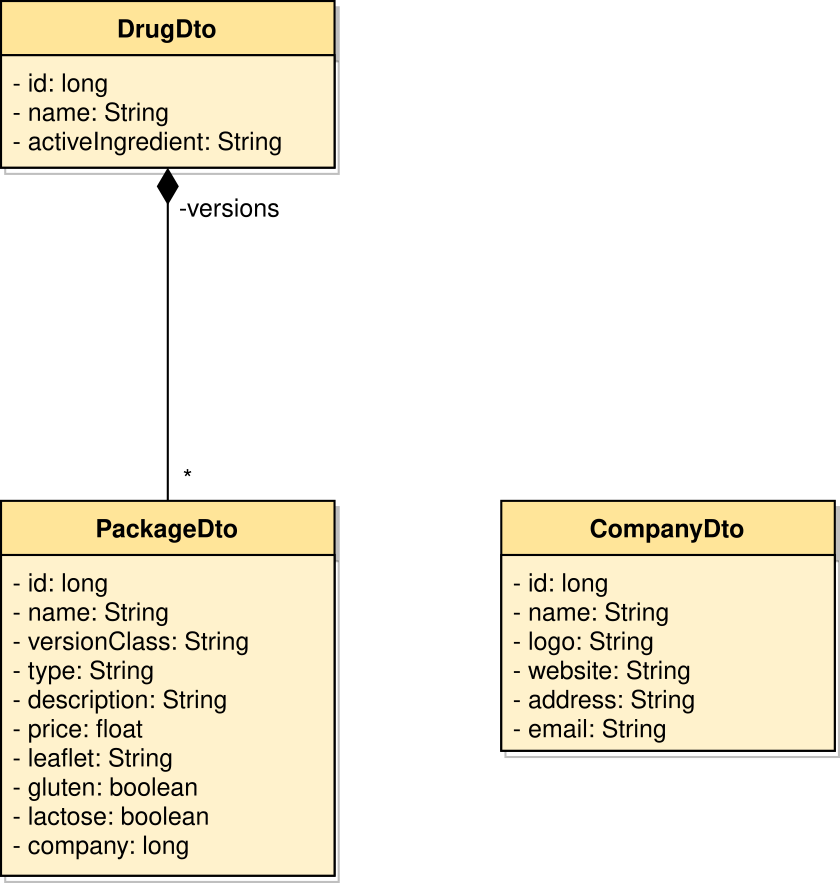 DrugDto
- id: long
- name: String
- activeIngredient: String
-versions
*
PackageDto
- id: long
- name: String
- versionClass: String
- type: String
- description: String
- price: float
- leaflet: String
- gluten: boolean
- lactose: boolean
- company: long
CompanyDto
- id: long
- name: String
- logo: String
- website: String
- address: String
- email: String